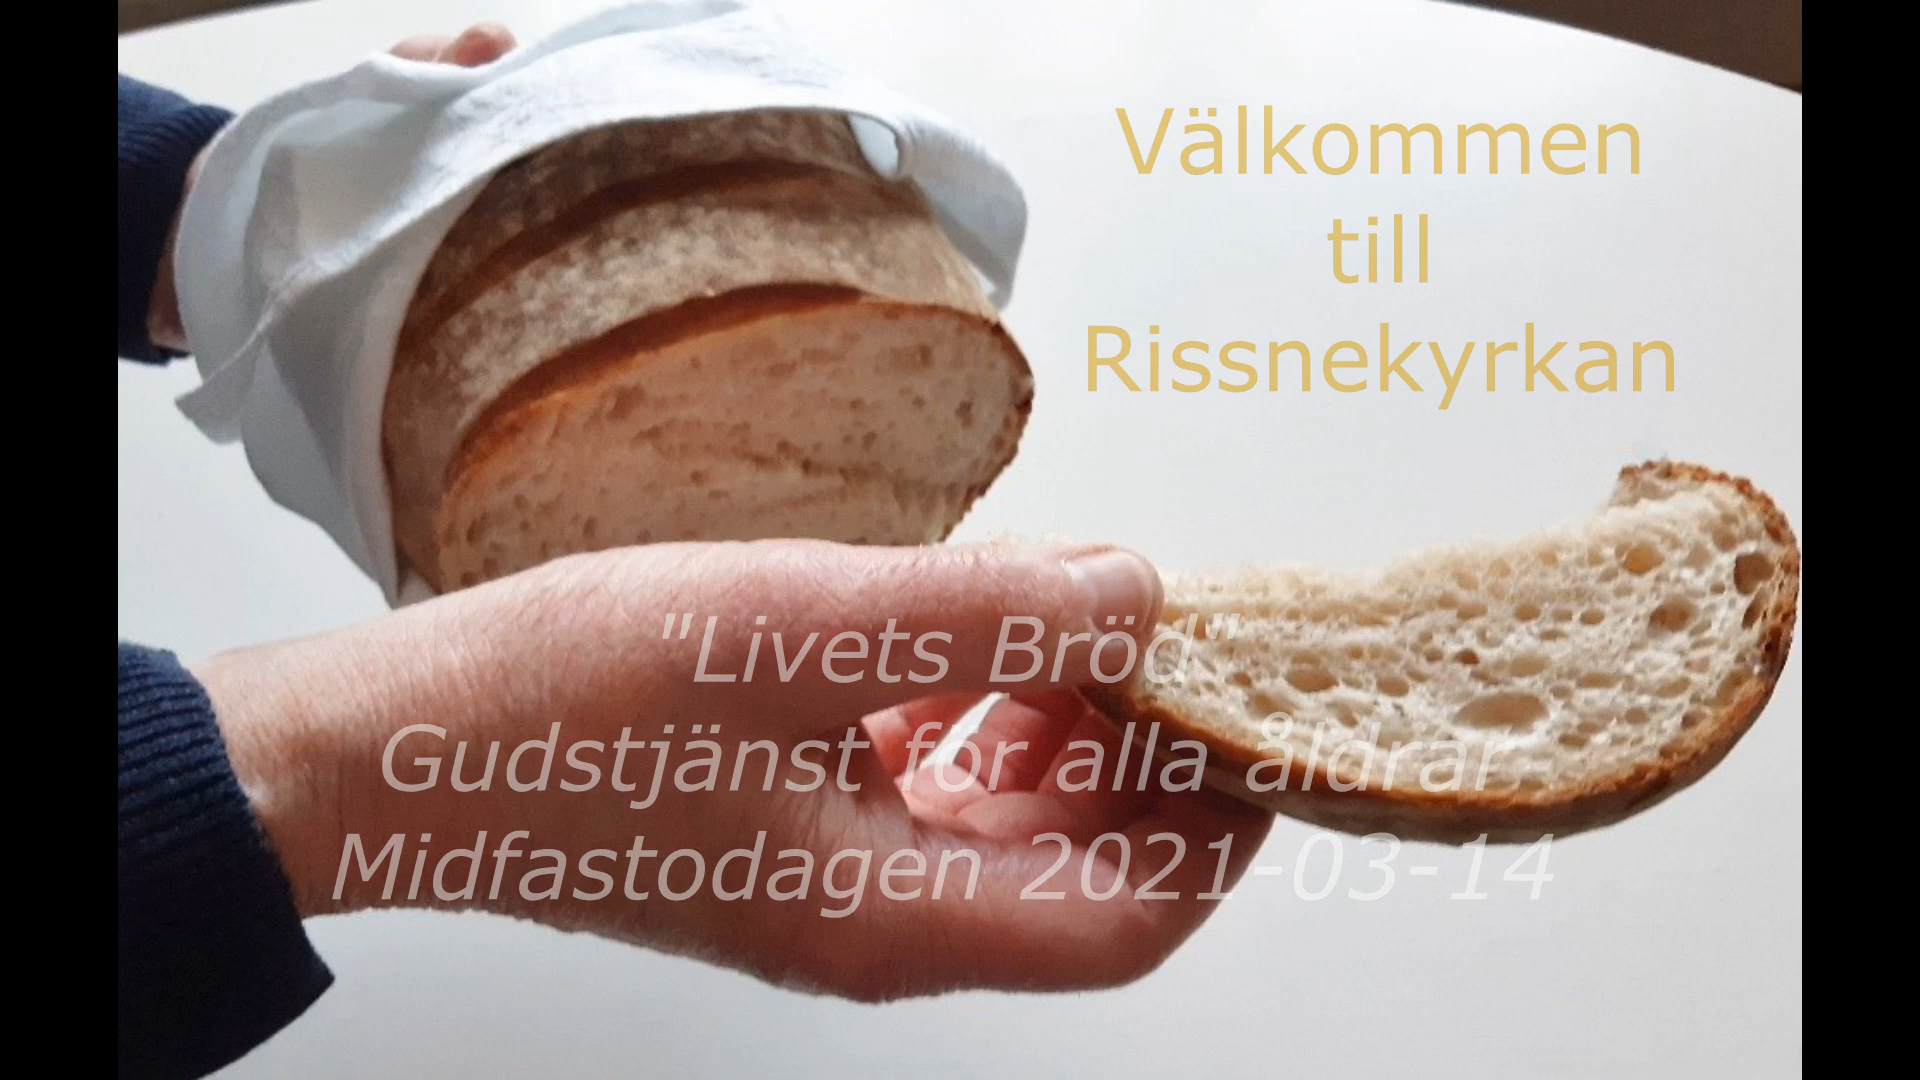 Välkommen
till
Rissnekyrkan
"Livets Bröd"
Gudstjänst för alla åldrar
Midfastodagen 2021-03-14